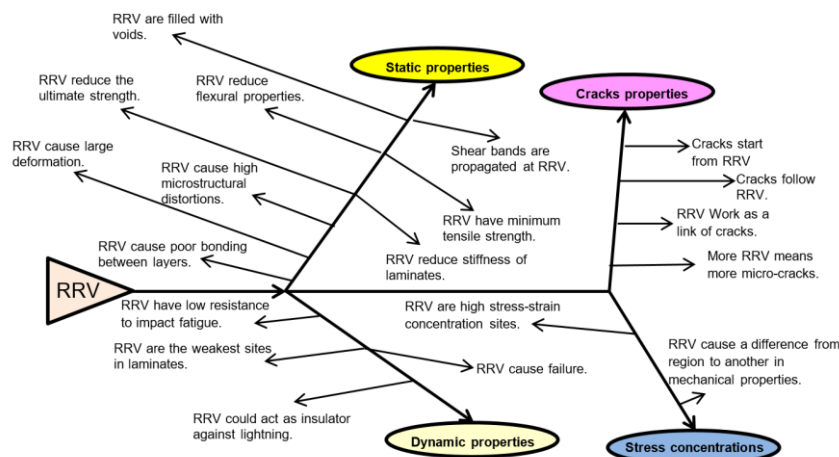 RRV are filled with
voids.
Static properties
RRV reduce the
ultimate strength.
RRV reduce
flexural properties.
Cracks properties
RRV cause large
deformation.
Shear bands are
propagated at RRV.
Cracks start
from RRV
RRV cause high
microstructural
distortions.
Cracks follow
RRV.
RRV have minimum
tensile strength.
RRV Work as a
link of cracks.
RRV cause poor bonding
between layers.
RRV reduce stiffness of
laminates.
More RRV means
more micro-cracks.
RRV
RRV have low resistance
to impact fatigue.
RRV are high stress-strain
concentration sites.
RRV are the weakest sites
in laminates.
RRV cause failure.
RRV cause a difference from
region to another in
mechanical properties.
RRV could act as insulator
against lightning.
Dynamic properties
Stress concentrations